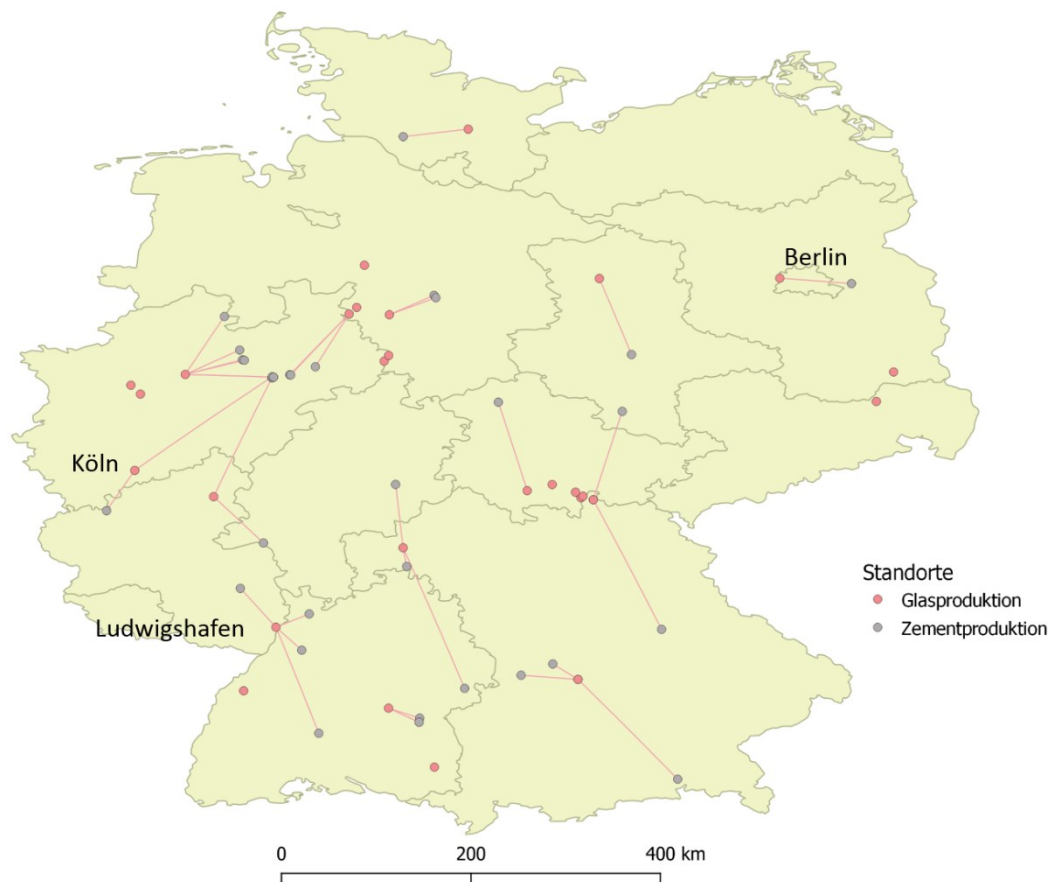 Berlin
Köln
Ludwigshafen
Standorte
Glasproduktion
Zementproduktion
0 200 400 km